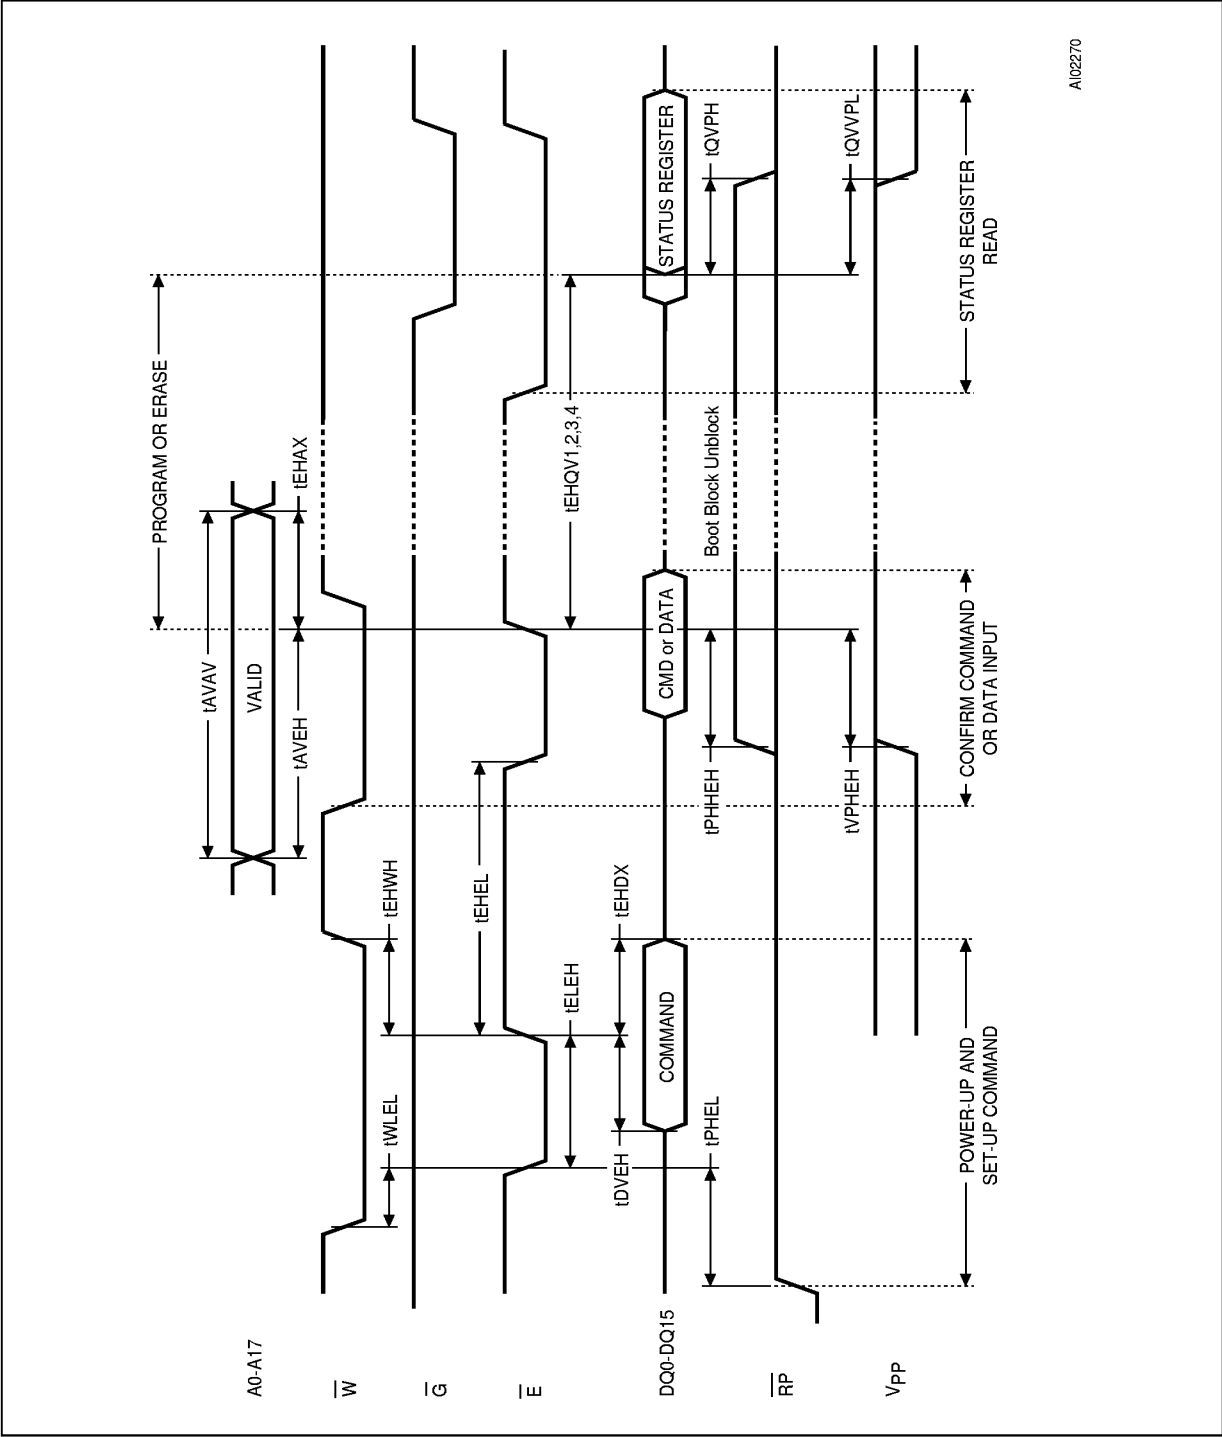 PROGRAM OR ERASE
tAVAV
A0-A17
VALID
tAVEH
tEHAX
W
tWLEL
tEHWH
G
tEHEL
E
tELEH
tEHQV1,2,3,4
tDVEH
tEHDX
DQ0-DQ15
COMMAND
CMD or DATA
STATUS REGISTER
tPHEL
tPHHEH
Boot Block Unblock
tQVPH
RP
tVPHEH
tQVVPL
VPP
POWER-UP AND
SET-UP COMMAND
CONFIRM COMMAND
OR DATA INPUT
STATUS REGISTER
READ
AI02270